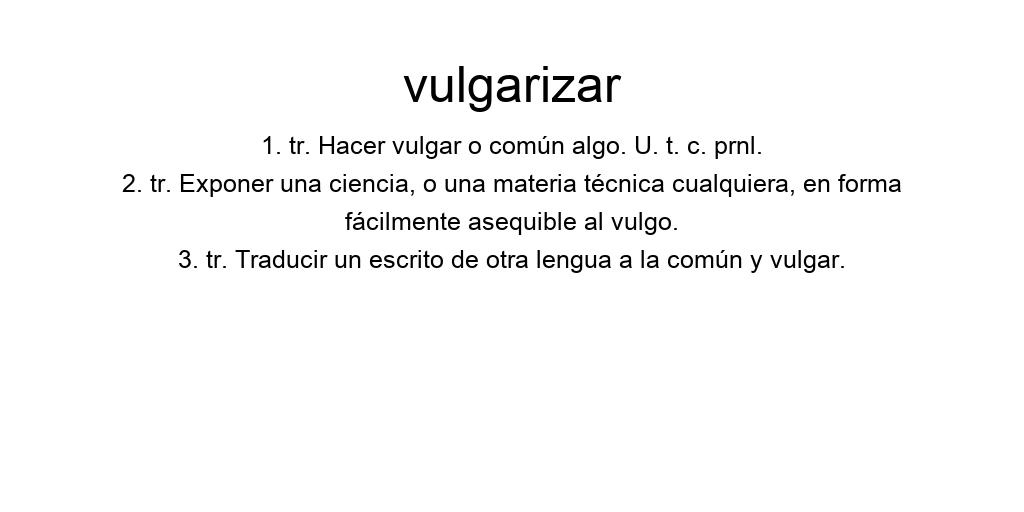 vulgarizar
1. tr. Hacer vulgar o común algo. U. t. c. prnl.
2. tr. Exponer una ciencia, o una materia técnica cualquiera, en forma
fácilmente asequible al vulgo.
3. tr. Traducir un escrito de otra lengua a la común y vulgar.